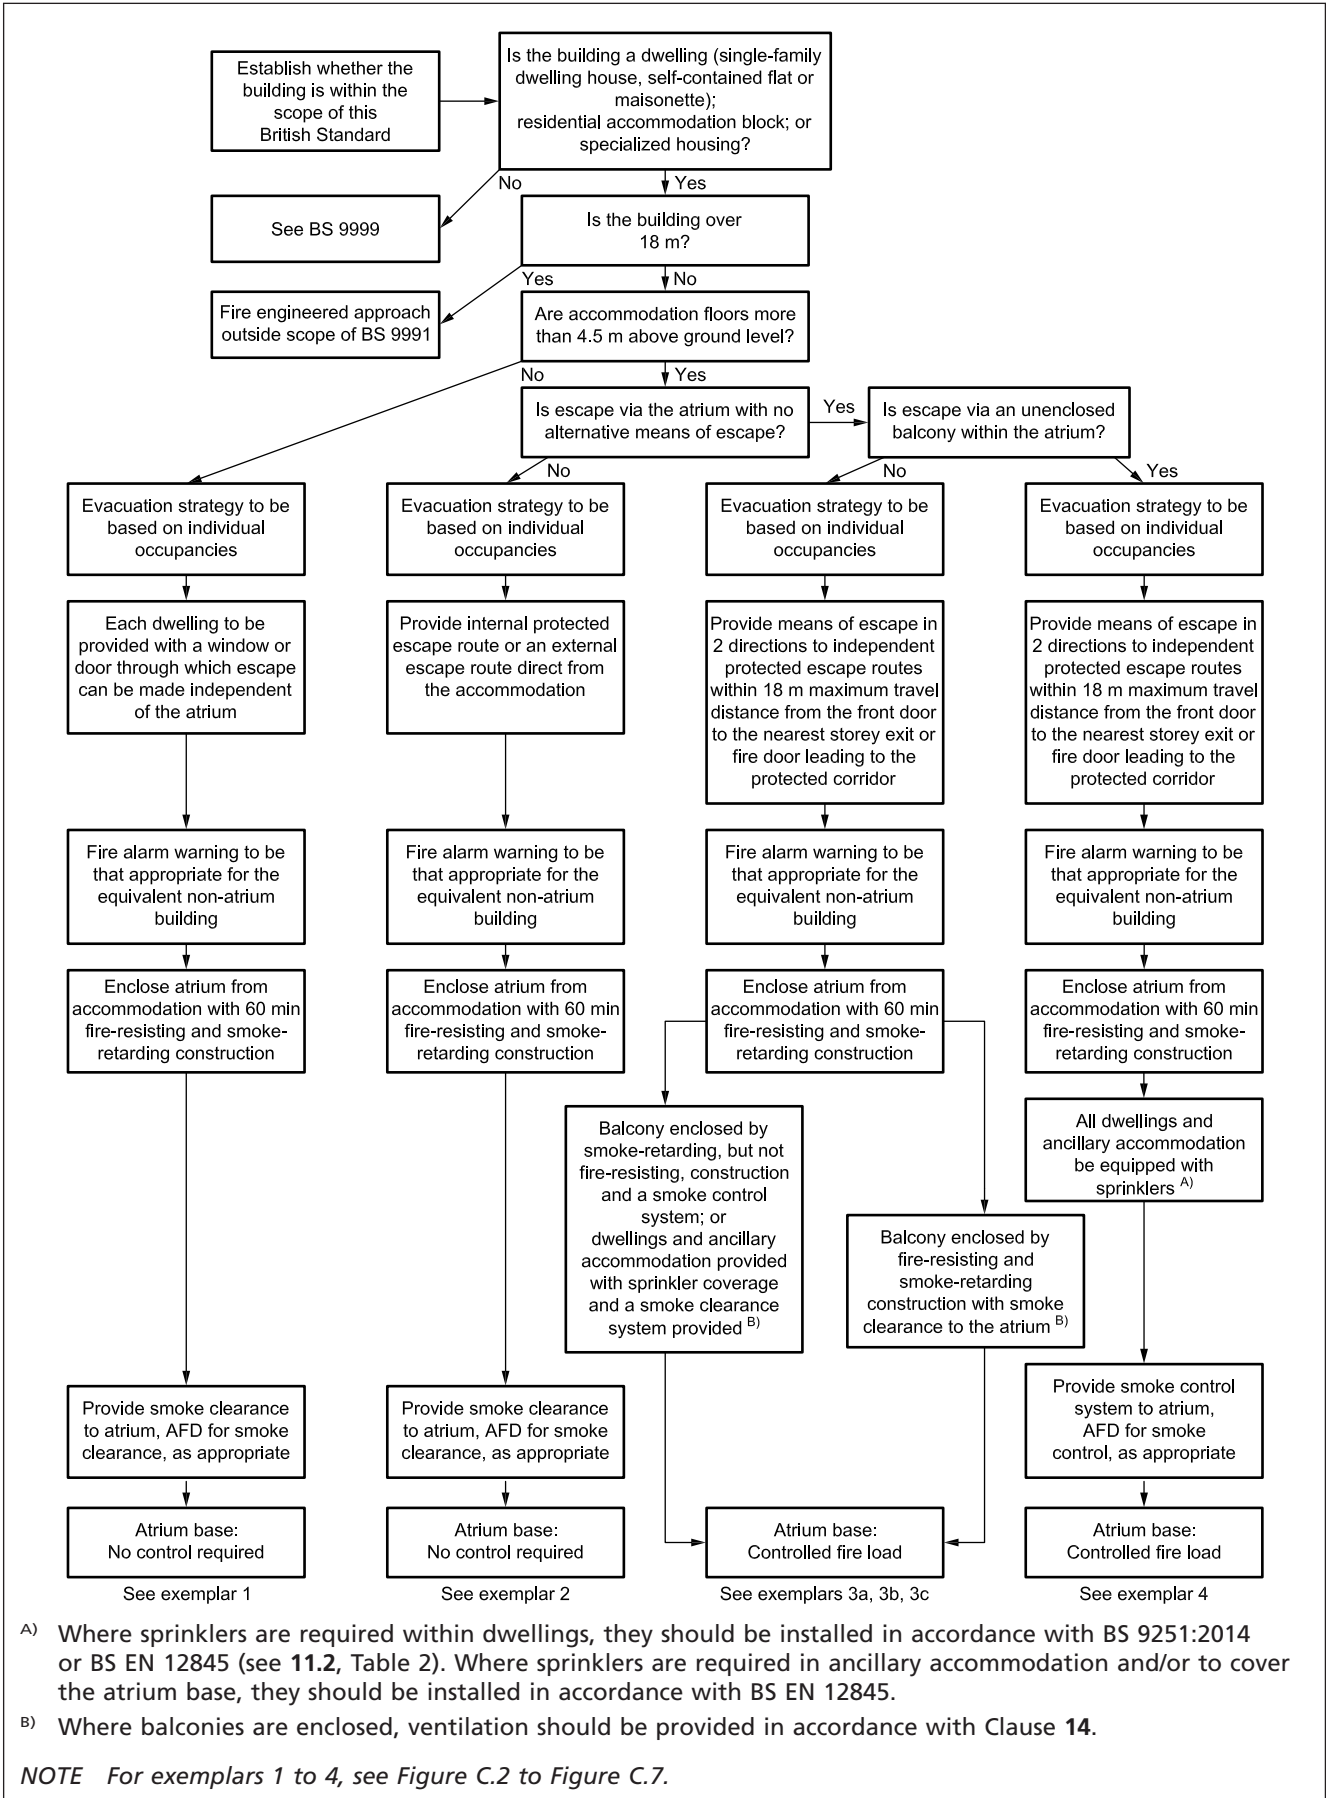 Establish whether the
building is within the
scope of this
British Standard
Is the building a dwelling (single-family
dwelling house, self-contained flat or
maisonette);
residential accommodation block; or
specialized housing?
No
Yes
See BS 9999
Is the building over
18 m?
Yes
No
Fire engineered approach
outside scope of BS 9991
Are accommodation floors more
than 4.5 m above ground level?
No
Yes
Is escape via the atrium with no
alternative means of escape?
Yes
Is escape via an unenclosed
balcony within the atrium?
No
No
Yes
Evacuation strategy to be
based on individual
occupancies
Evacuation strategy to be
based on individual
occupancies
Evacuation strategy to be
based on individual
occupancies
Evacuation strategy to be
based on individual
occupancies
Each dwelling to be
provided with a window or
door through which escape
can be made independent
of the atrium
Provide internal protected
escape route or an external
escape route direct from
the accommodation
Provide means of escape in
2 directions to independent
protected escape routes
within 18 m maximum travel
distance from the front door
to the nearest storey exit or
fire door leading to the
protected corridor
Provide means of escape in
2 directions to independent
protected escape routes
within 18 m maximum travel
distance from the front door
to the nearest storey exit or
fire door leading to the
protected corridor
Fire alarm warning to be
that appropriate for the
equivalent non-atrium
building
Fire alarm warning to be
that appropriate for the
equivalent non-atrium
building
Fire alarm warning to be
that appropriate for the
equivalent non-atrium
building
Fire alarm warning to be
that appropriate for the
equivalent non-atrium
building
Enclose atrium from
accommodation with 60 min
fire-resisting and smoke-
retarding construction
Enclose atrium from
accommodation with 60 min
fire-resisting and smoke-
retarding construction
Enclose atrium from
accommodation with 60 min
fire-resisting and smoke-
retarding construction
Enclose atrium from
accommodation with 60 min
fire-resisting and smoke-
retarding construction
Balcony enclosed by
smoke-retarding, but not
fire-resisting, construction
and a smoke control
system; or
dwellings and ancillary
accommodation provided
with sprinkler coverage
and a smoke clearance
system provided B)
Balcony enclosed by
fire-resisting and
smoke-retarding
construction with smoke
clearance to the atrium B)
All dwellings and
ancillary accommodation
be equipped with
sprinklers A)
Provide smoke clearance
to atrium, AFD for smoke
clearance, as appropriate
Provide smoke clearance
to atrium, AFD for smoke
clearance, as appropriate
Provide smoke control
system to atrium,
AFD for smoke
control, as appropriate
Atrium base:
No control required
Atrium base:
No control required
Atrium base:
Controlled fire load
Atrium base:
Controlled fire load
See exemplar 1
See exemplar 2
See exemplars 3a, 3b, 3c
See exemplar 4
A) Where sprinklers are required within dwellings, they should be installed in accordance with BS 9251:2014
or BS EN 12845 (see 11.2, Table 2). Where sprinklers are required in ancillary accommodation and/or to cover
the atrium base, they should be installed in accordance with BS EN 12845.
B) Where balconies are enclosed, ventilation should be provided in accordance with Clause 14.
NOTE For exemplars 1 to 4, see Figure C.2 to Figure C.7.